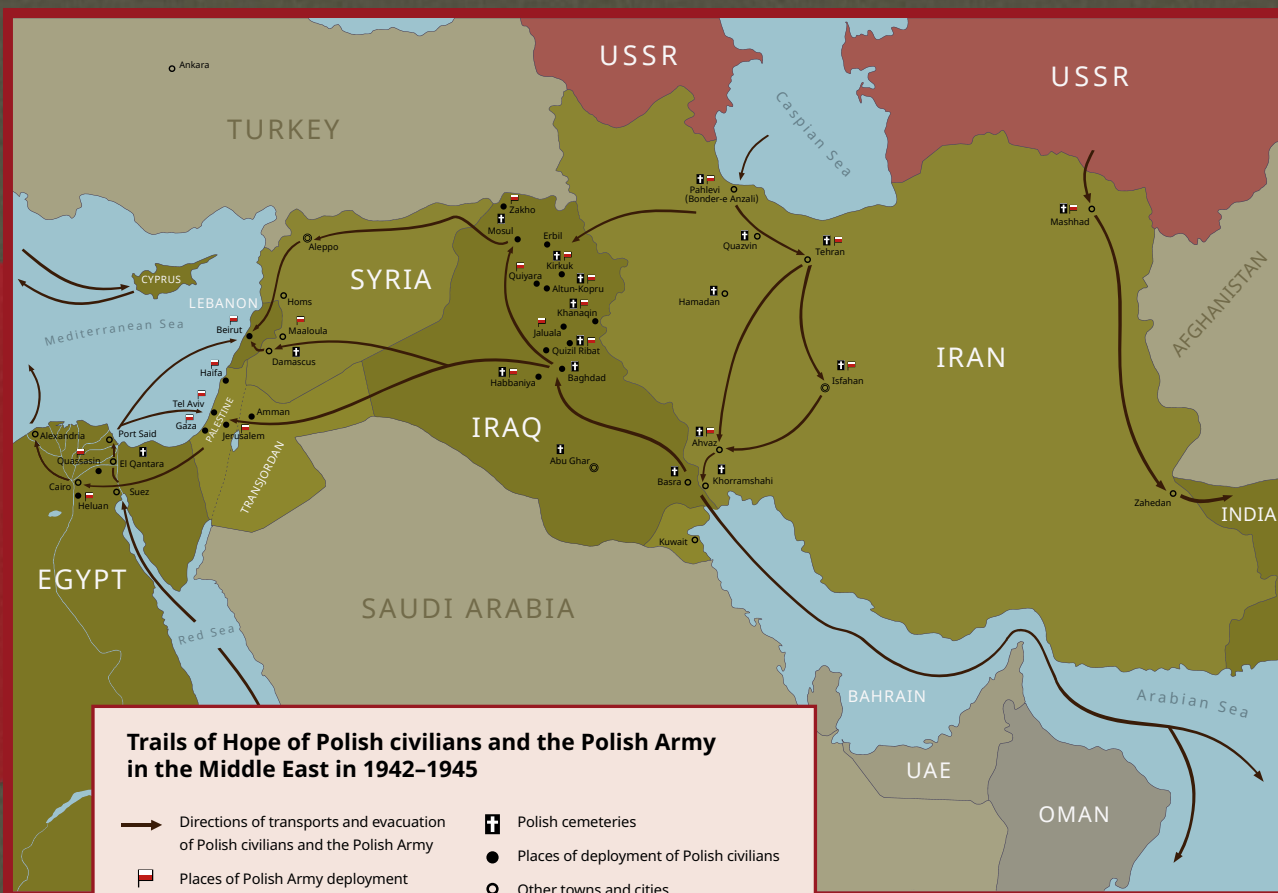 USSR
USSR
Caspian Sea
Ankara
TURKEY
Pahlevi
(Bonder-e Anzali)
Mashhad
Zakho
Mosul
Erbil
Quazvin
Tehran
Aleppo
Kirkuk
Quiyara
Altun-Kopru
CYPRUS
SYRIA
AFGHANISTAN
LEBANON
Homs
Hamadan
Khanaqin
Mediterranean Sea
Beirut
Maaloula
Jaluala
Quizil Ribat
Damascus
IRAN
Haifa
Habbaniya
Baghdad
Isfahan
Tel Aviv
Gaza
PALESTINE
Amman
Jerusalem
IRAQ
Alexandria
Port Said
Ahvaz
Quassasin
El Qantara
TRANSJORDAN
Abu Ghar
Cairo
Suez
Basra
Khorramshahi
Heluan
Zahedan
INDIA
Kuwait
EGYPT
SAUDI ARABIA
Red Sea
BAHRAIN
Arabian Sea
UAE
OMAN
Trails of Hope of Polish civilians and the Polish Army
in the Middle East in 1942–1945
Directions of transports and evacuation
of Polish civilians and the Polish Army
Places of Polish Army deployment
Polish cemeteries
Places of deployment of Polish civilians
Other towns and cities